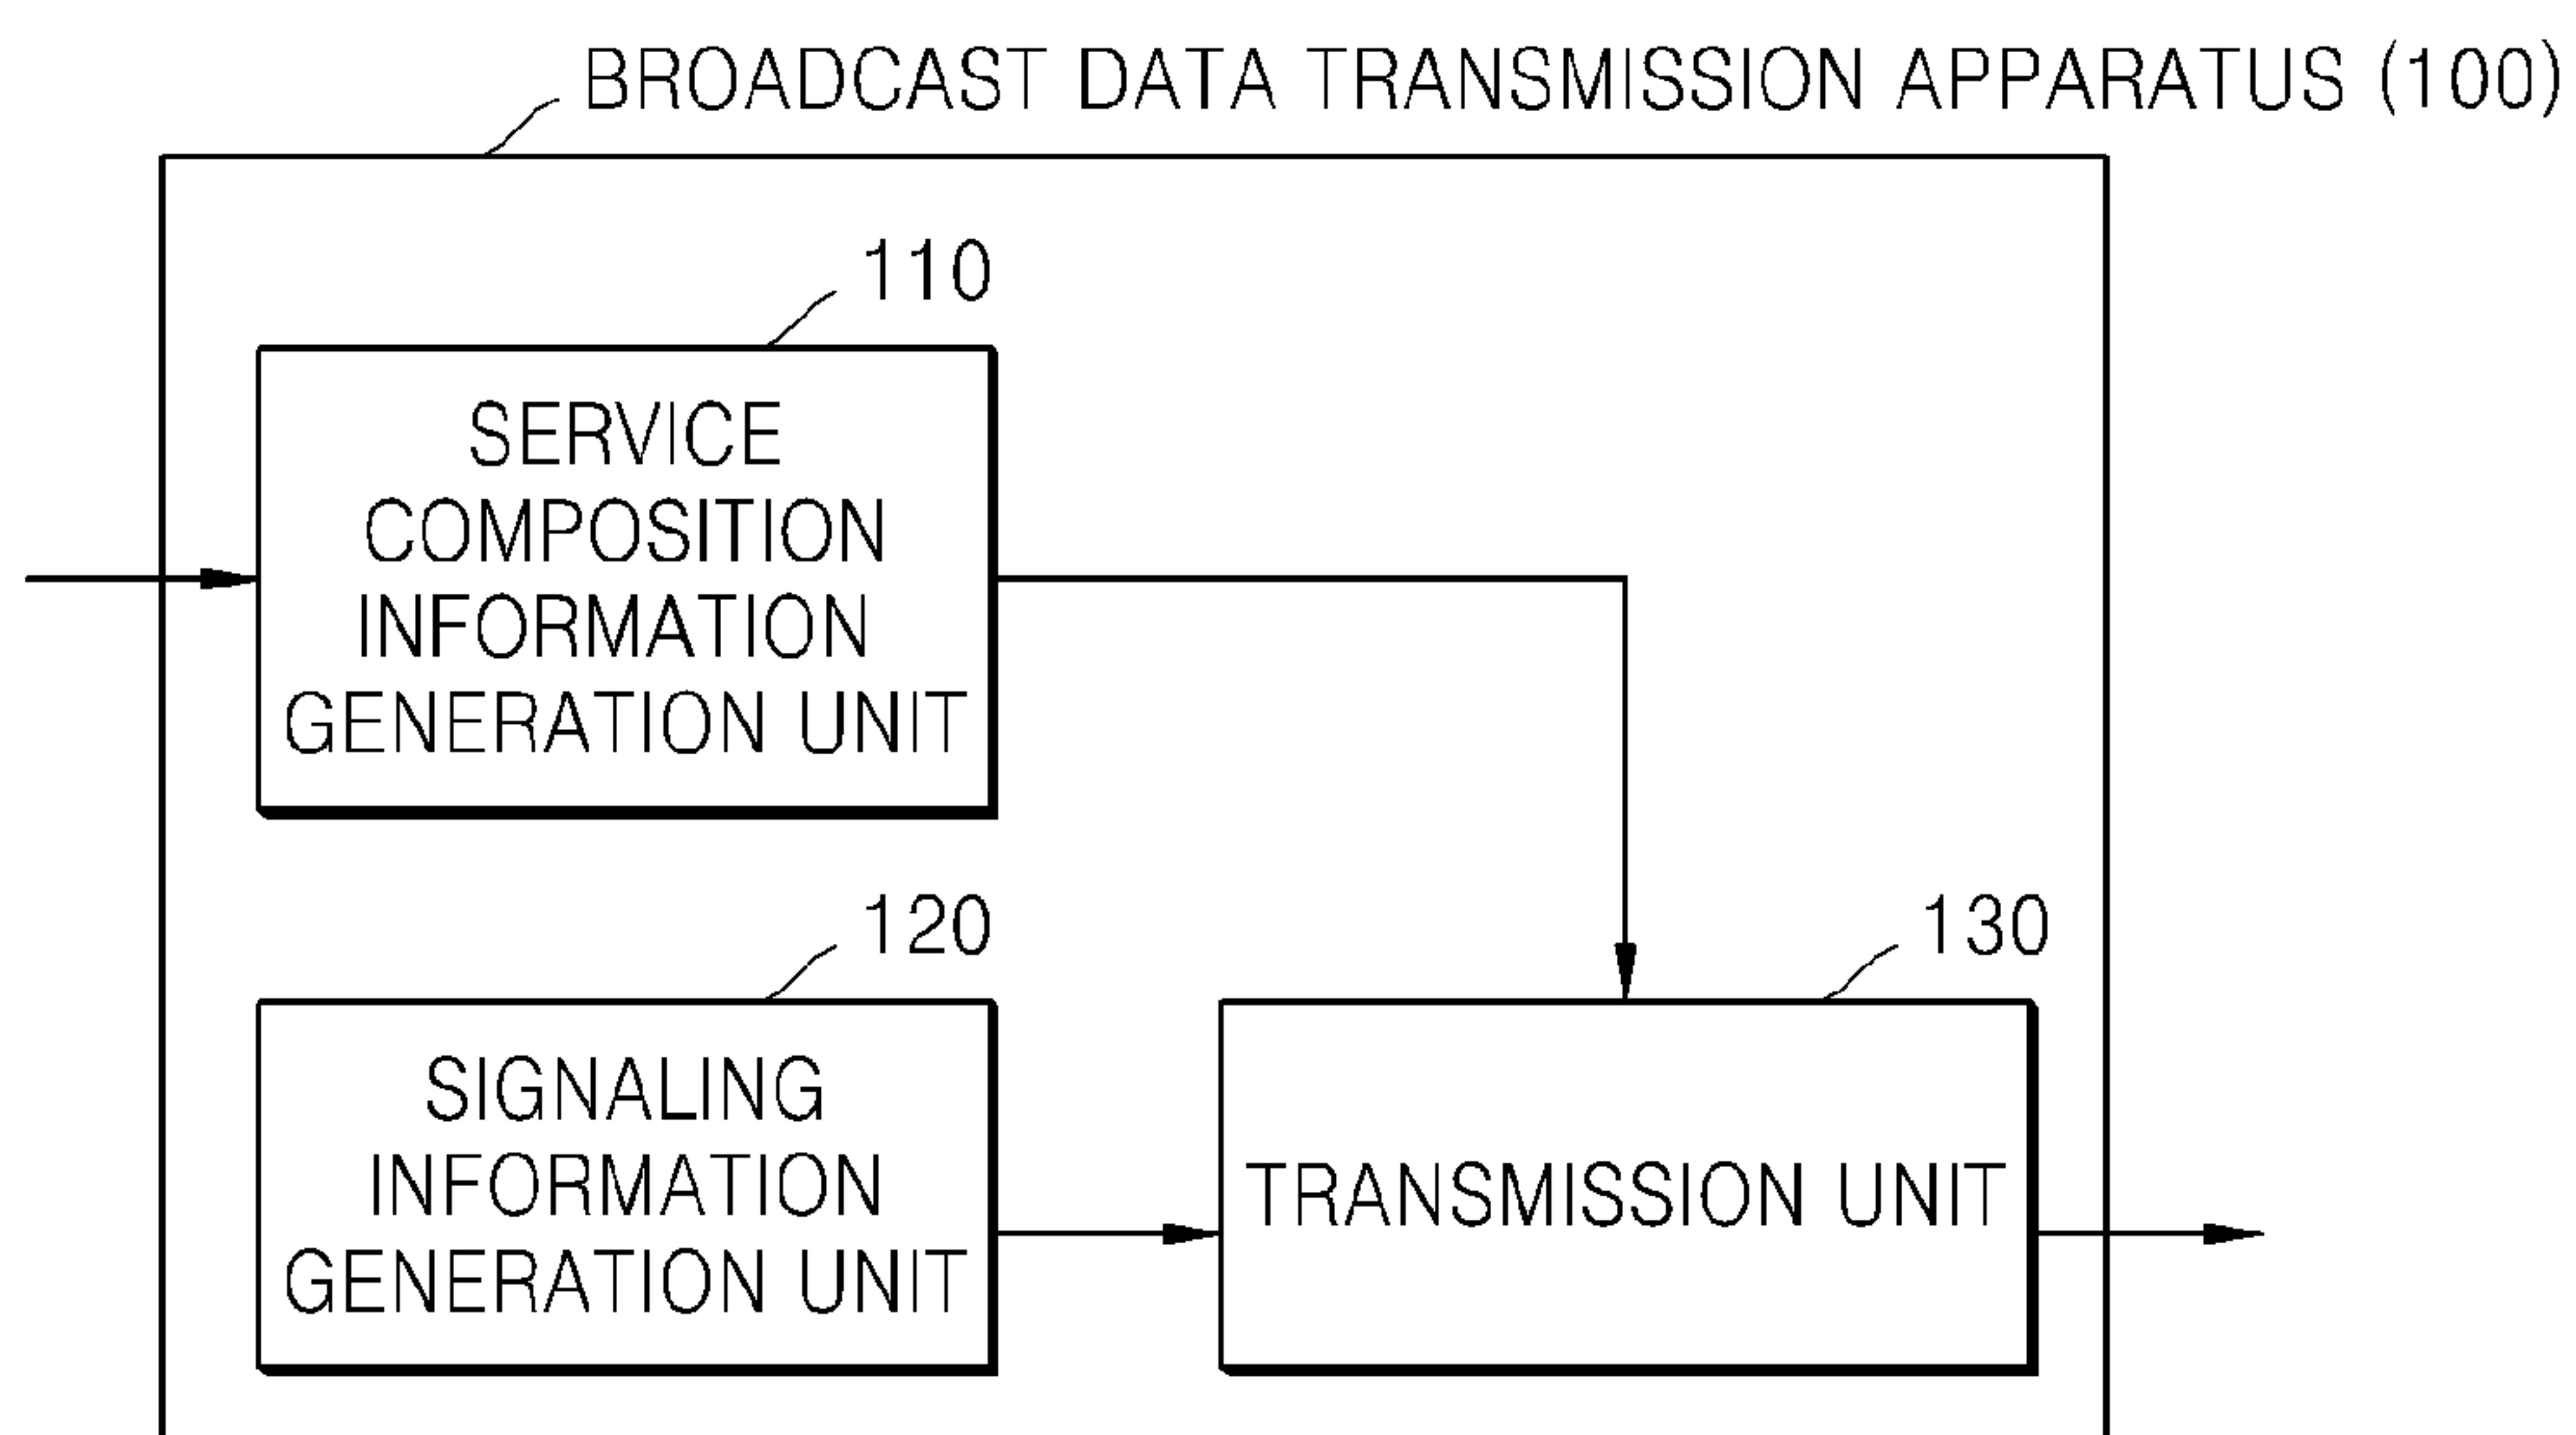 BROADCAST DATA TRANSMISSION APPARATUS (100)
110
SERVICE
COMPOSITION
INFORMATION
GENERATION UNIT
120
SIGNALING
INFORMATION
GENERATION UNIT
130
TRANSMISSION UNIT